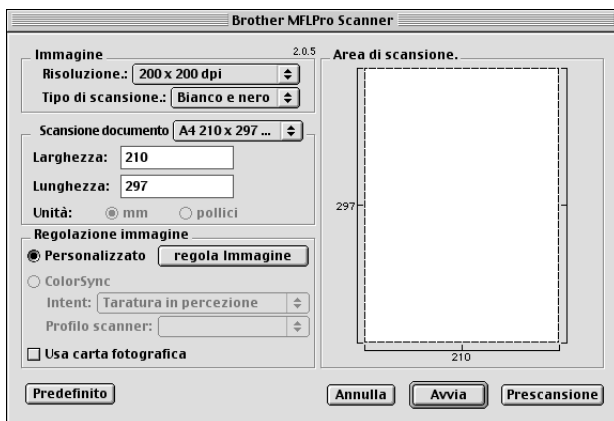 Brother MFLPro Scanner
Immagine 2.0.5
Risoluzione.: 200 x 200 dpi
Tipo di scansione.: Bianco e nero
Scansione documento A4 210 x 297 ...
Larghezza: 210
Lunghezza: 297
Unità: mm pollici
Regolazione immagine
Personalizzato regola Immagine
ColorSync
Intent: Taratura in percezione
Profilo scanner:
Usa carta fotografica
Predefinito
Area di scansione.
297
210
Annulla Avvia Prescansione